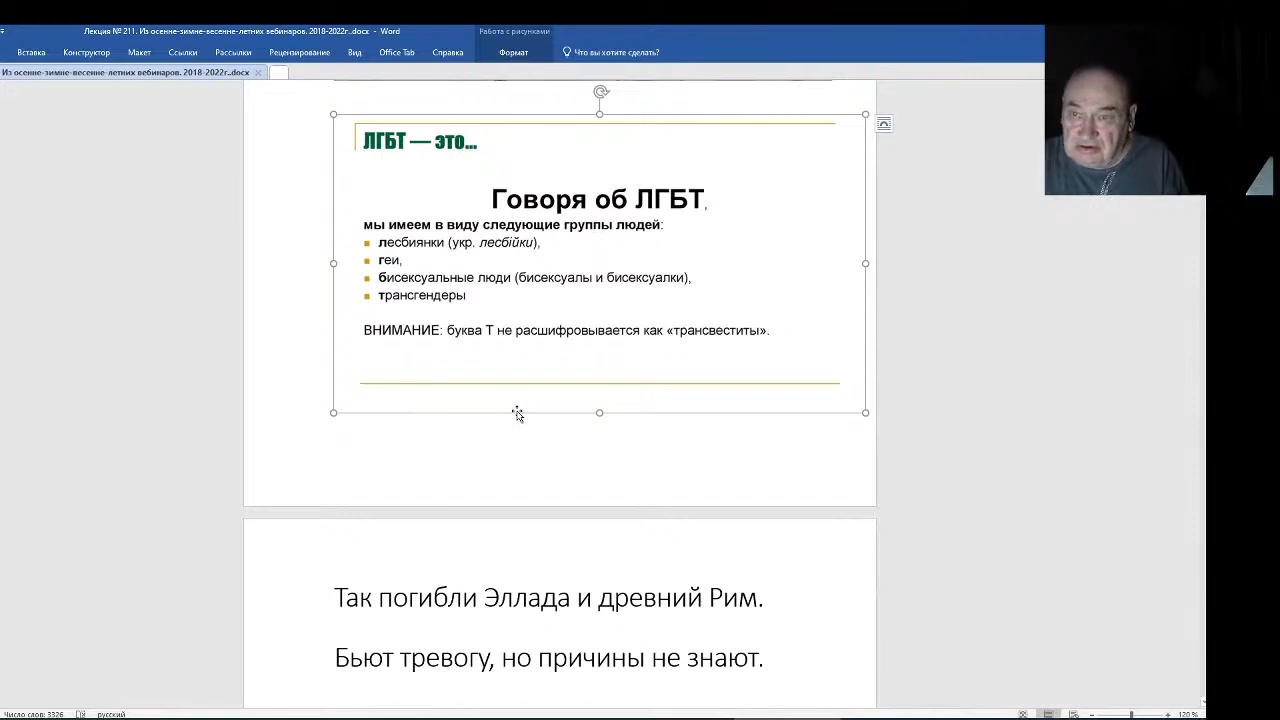 Лекция № 211. Из осенне-зимне-весенне-летних вебинаров. 2018-2022г..docx - Word
Работа с рисунками
Вставка Конструктор Макет Ссылки Рассылки Рецензирование Вид Office Tab Справка Формат Что вы хотите сделать?
Из осенне-зимне-весенне-летних вебинаров. 2018-2022г..docx
ЛГБТ — это...
Говоря об ЛГБТ,
мы имеем в виду следующие группы людей:
лесбиянки (укр. лесбійки),
геи,
бисексуальные люди (бисексуалы и бисексуалки),
трансгендеры
ВНИМАНИЕ: буква Т не расшифровывается как «трансвеститы».
Так погибли Эллада и древний Рим.
Бьют тревогу, но причины не знают.
Число слов: 3326 русский 120 %